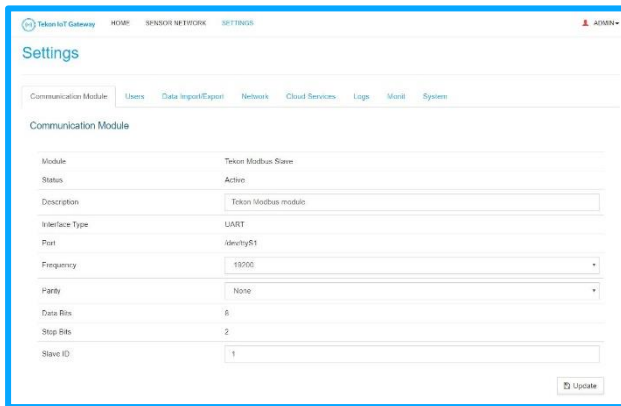 Tekon IoT Gateway HOME SENSOR NETWORK SETTINGS ADMIN
Settings
Communication Module Users Data Import/Export Network Cloud Services Logs Monit System
Communication Module
Module Tekon Modbus Slave
Status Active
Description Tekon Modbus module
Interface Type UART
Port /dev/ttyS1
Frequency 19200
Parity None
Data Bits 8
Stop Bits 2
Slave ID 1
Update